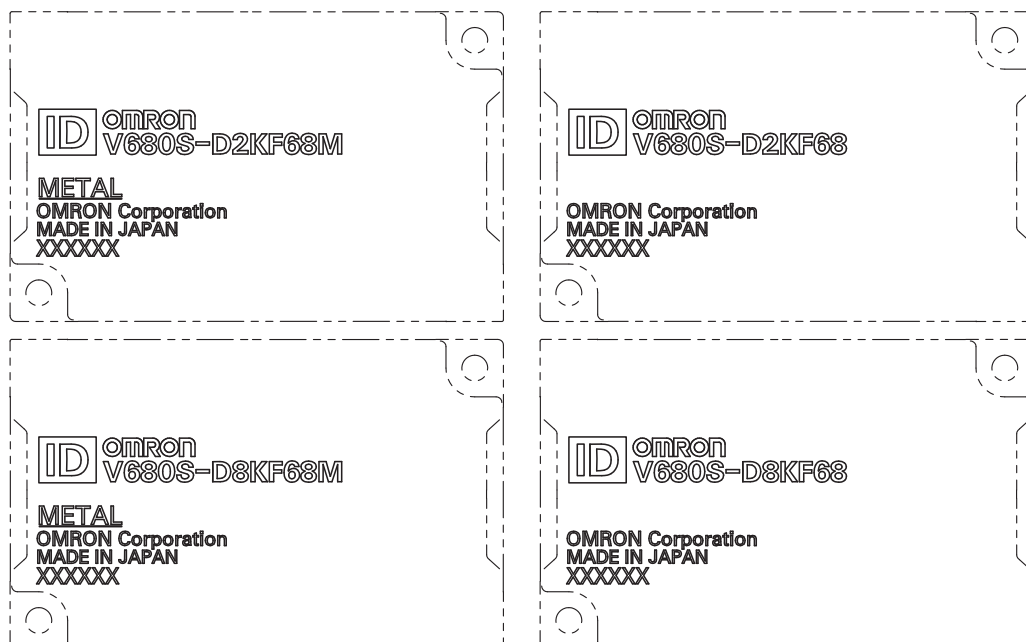 ID omron
V680S-D2KF68M
METAL
OMRON Corporation
MADE IN JAPAN
XXXXXX
ID omron
V680S-D2KF68
OMRON Corporation
MADE IN JAPAN
XXXXXX
ID omron
V680S-D8KF68M
METAL
OMRON Corporation
MADE IN JAPAN
XXXXXX
ID omron
V680S-D8KF68
OMRON Corporation
MADE IN JAPAN
XXXXXX